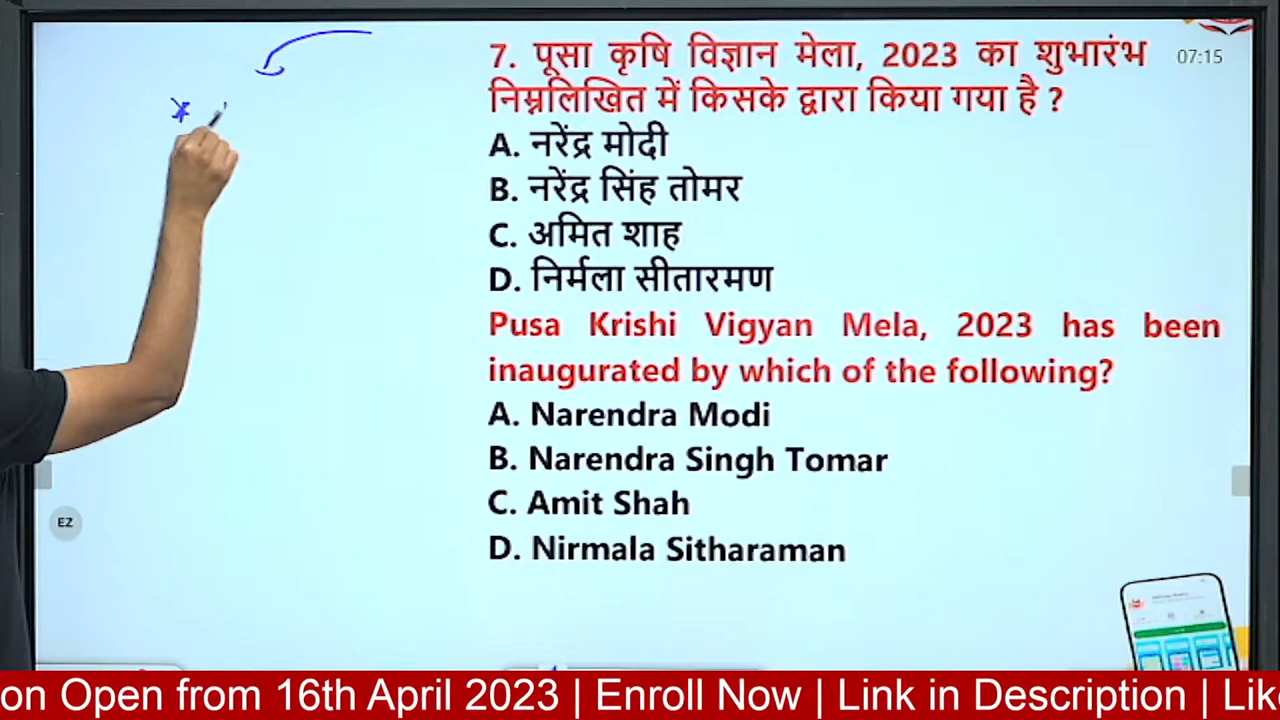 7. पूसा कृषि विज्ञान मेला, 2023 का शुभारंभ
07:15
निम्नलिखित में किसके द्वारा किया गया है ?
A. नरेंद्र मोदी
B. नरेंद्र सिंह तोमर
C. अमित शाह
D. निर्मला सीतारमण
Pusa Krishi Vigyan Mela, 2023 has been
inaugurated by which of the following?
A. Narendra Modi
B. Narendra Singh Tomar
C. Amit Shah
D. Nirmala Sitharaman
EZ
on Open from 16th April 2023 | Enroll Now | Link in Description | Lik